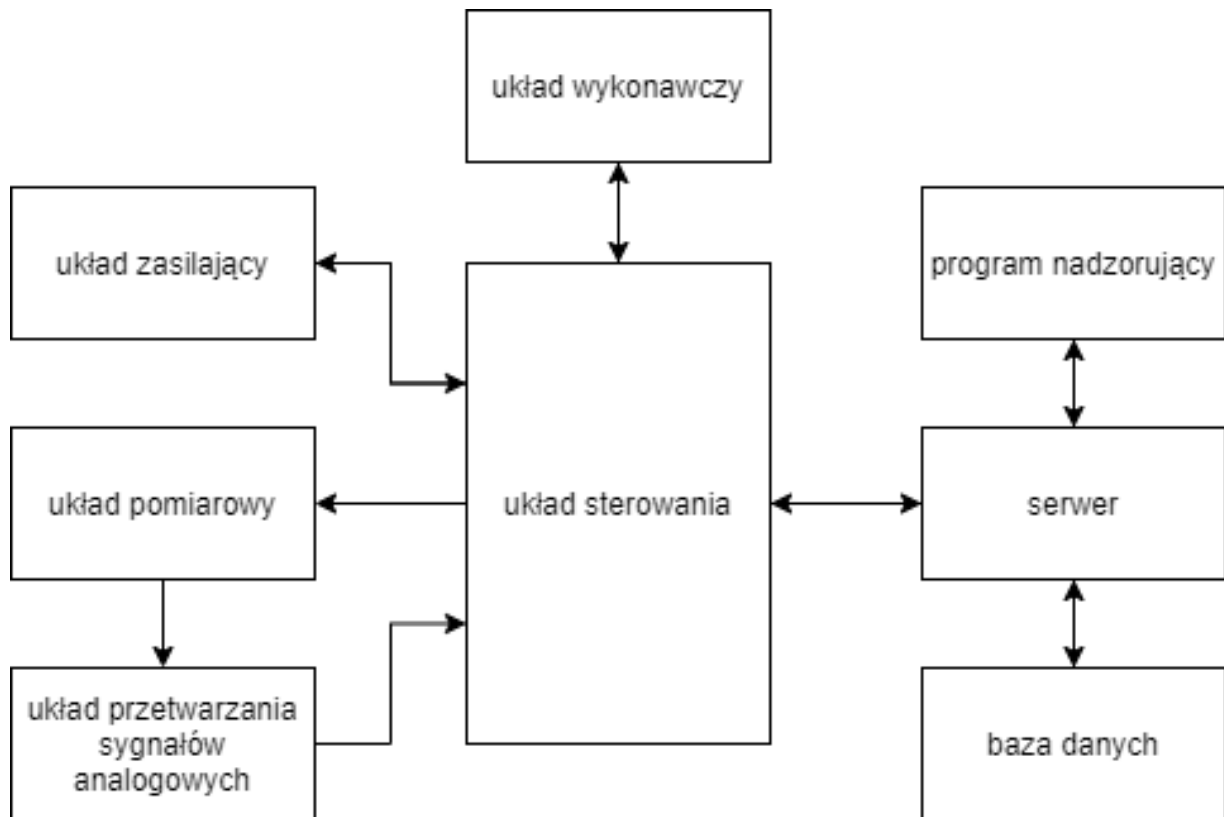 układ wykonawczy
układ zasilający
program nadzorujący
układ pomiarowy
układ sterowania
serwer
układ przetwarzania
sygnałów
analogowych
baza danych